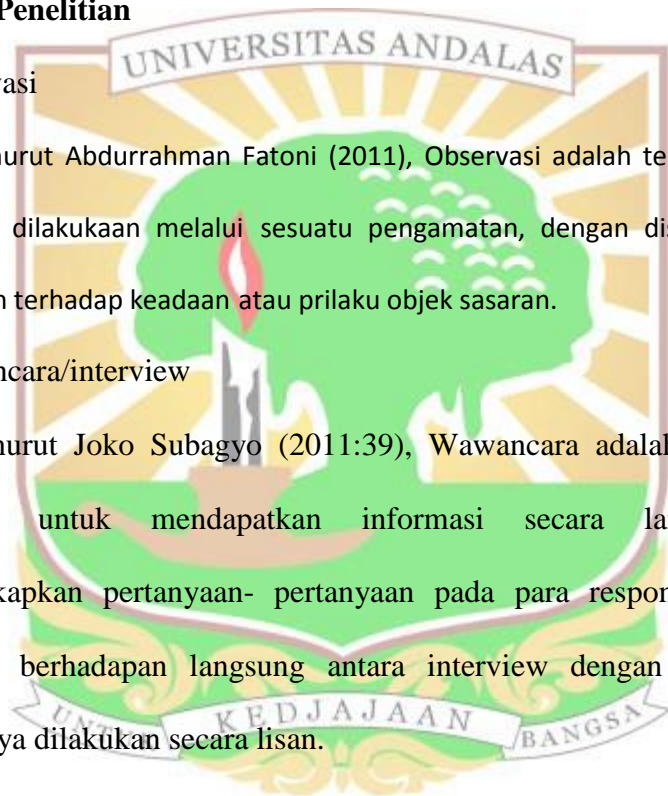 Penelitian
UNIVERSITAS ANDALAS
vasi
nurut Abdurrahman Fatoni (2011), Observasi adalah te
dilakukaan melalui sesuatu pengamatan, dengan dis
n terhadap keadaan atau prilaku objek sasaran.
ncara/interview
nurut Joko Subagyo (2011:39), Wawancara adalah
untuk mendapatkan informasi secara la
kapkan pertanyaan- pertanyaan pada para respon
berhadapan langsung antara interview dengan
ya dilakukan secara lisan.
UNTUK KEDJAJAAN BANGSA